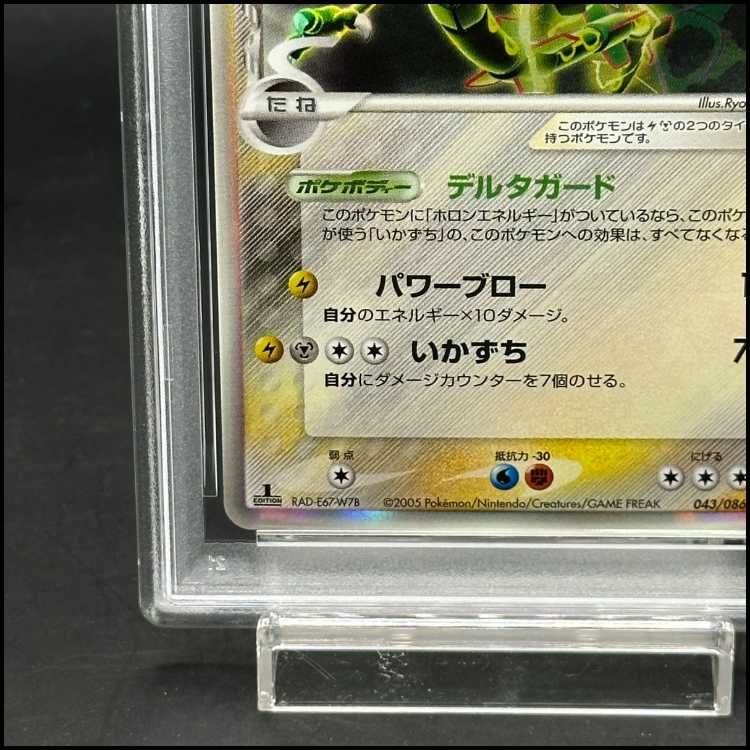 たね
Illus.Ryo
このポケモンは の2つのタイ
持つポケモンです。
ポケボディー デルタガード
このポケモンに「ホロンエネルギー」がついているなら、このポケ
が使う「いかずち」の、このポケモンへの効果は、すべてなくなる
パワーブロー
自分のエネルギー×10ダメージ。
いかずち 7
自分にダメージカウンターを7個のせる。
弱点 抵抗力 -30 にげる
1 EDITION RAD-E67-W7B ©2005 Pokémon/Nintendo/Creatures/GAME FREAK 043/086